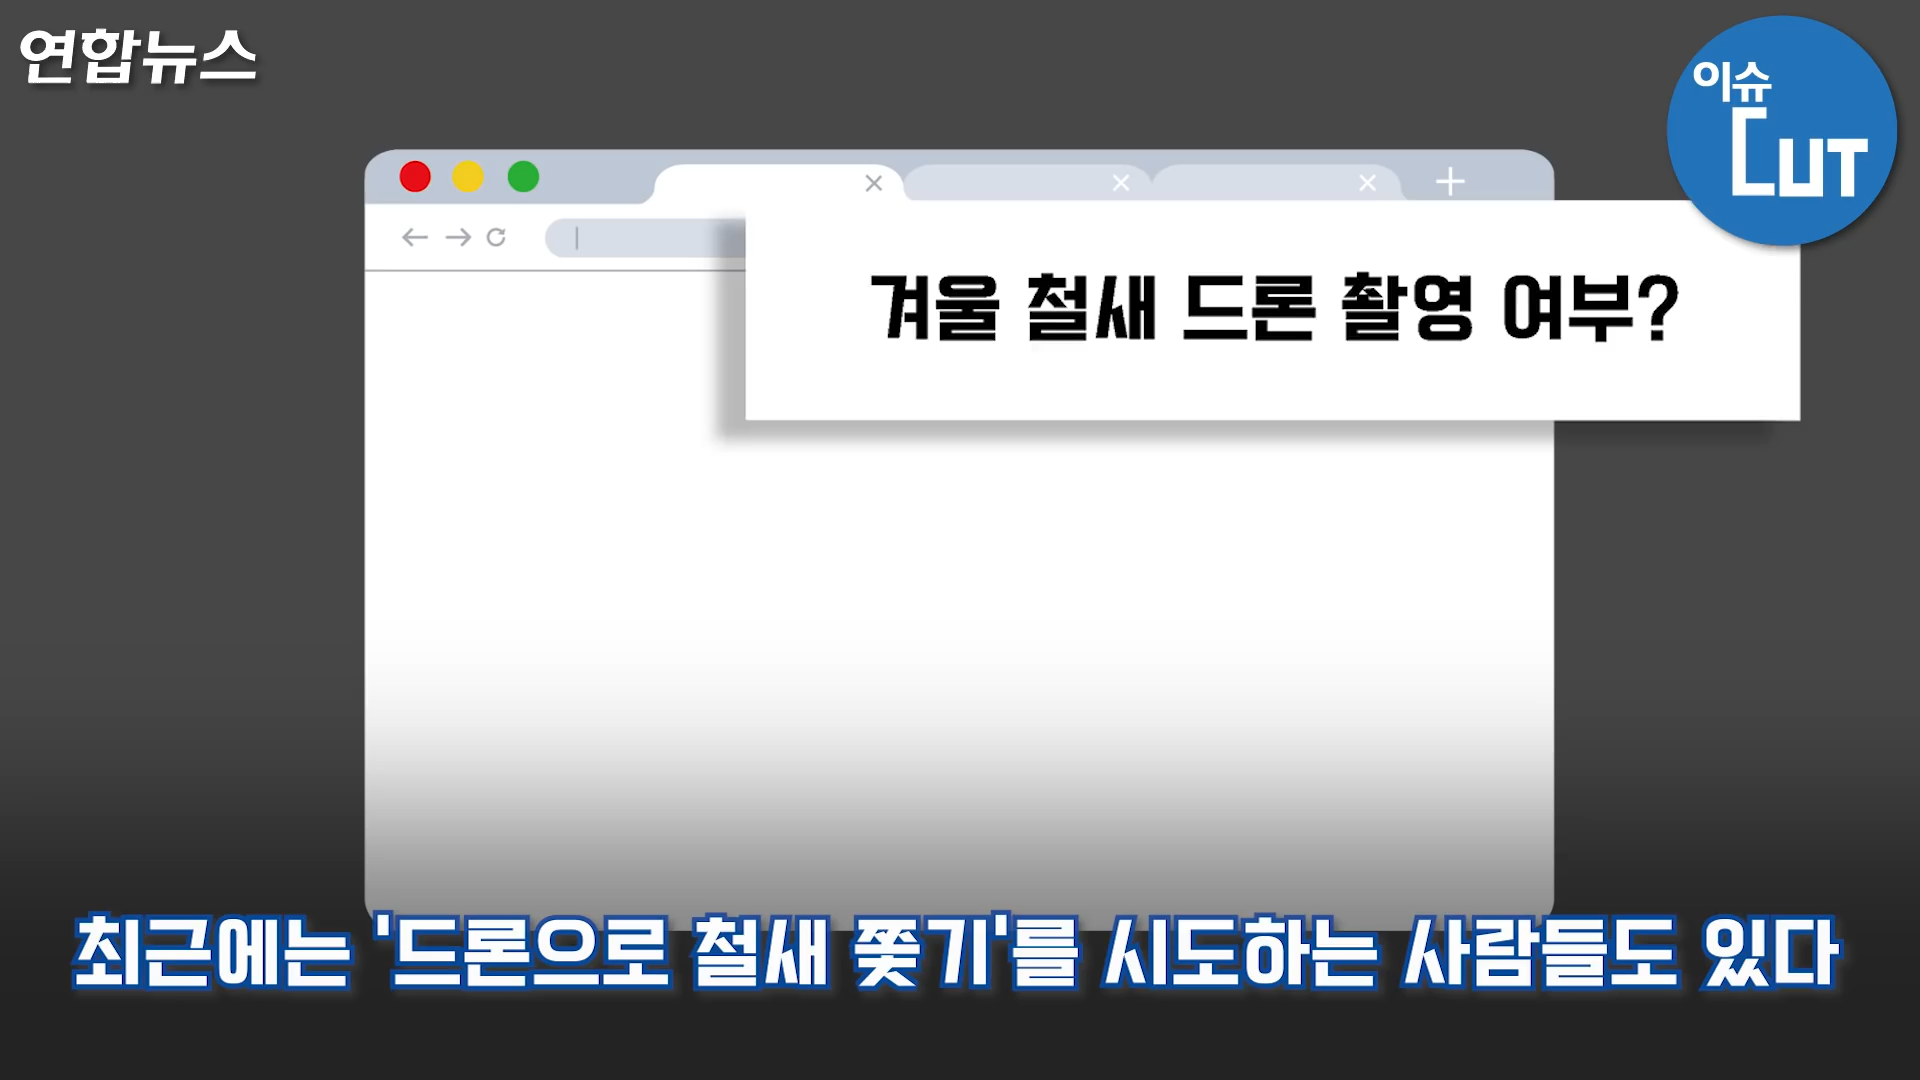 연합뉴스
이슈
CUT
겨울 철새 드론 촬영 여부?
최근에는 '드론으로 철새 쫓기'를 시도하는 사람들도 있다